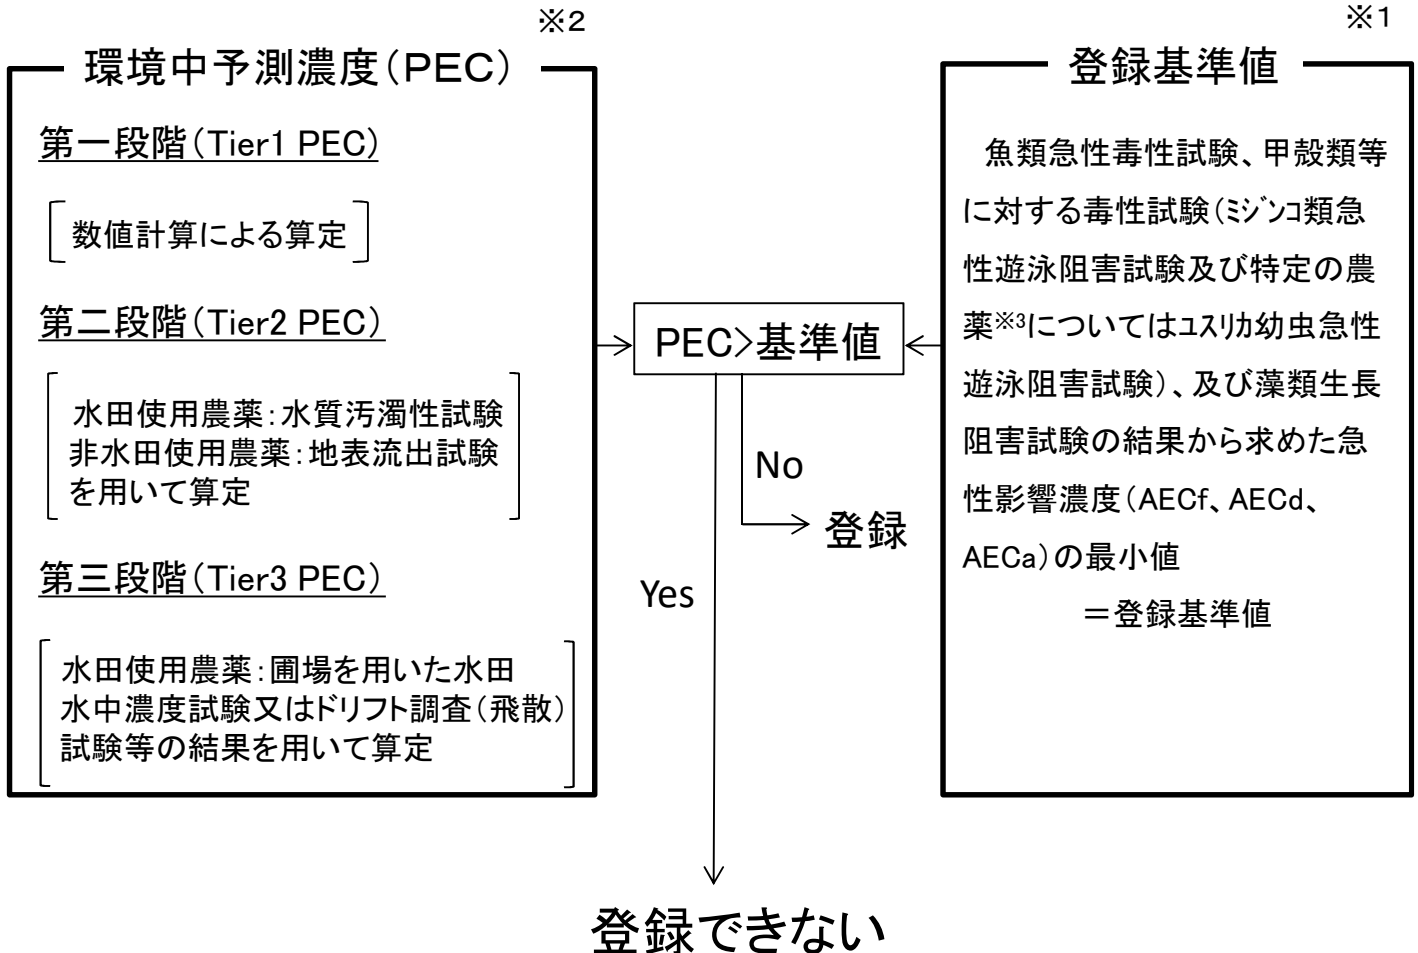 ※2
環境中予測濃度(PEC)
第一段階(Tier1 PEC)
数値計算による算定
第二段階(Tier2 PEC)
水田使用農薬:水質汚濁性試験
非水田使用農薬:地表流出試験
を用いて算定
第三段階(Tier3 PEC)
水田使用農薬:圃場を用いた水田
水中濃度試験又はドリフト調査(飛散)
試験等の結果を用いて算定
PEC>基準値
No
登録
Yes
登録できない
※1
登録基準値
魚類急性毒性試験、甲殻類等
に対する毒性試験(ミジンコ類急
性遊泳阻害試験及び特定の農
薬※3についてはユスリカ幼虫急性
遊泳阻害試験)、及び藻類生長
阻害試験の結果から求めた急
性影響濃度(AECf、AECd、
AECa)の最小値
=登録基準値